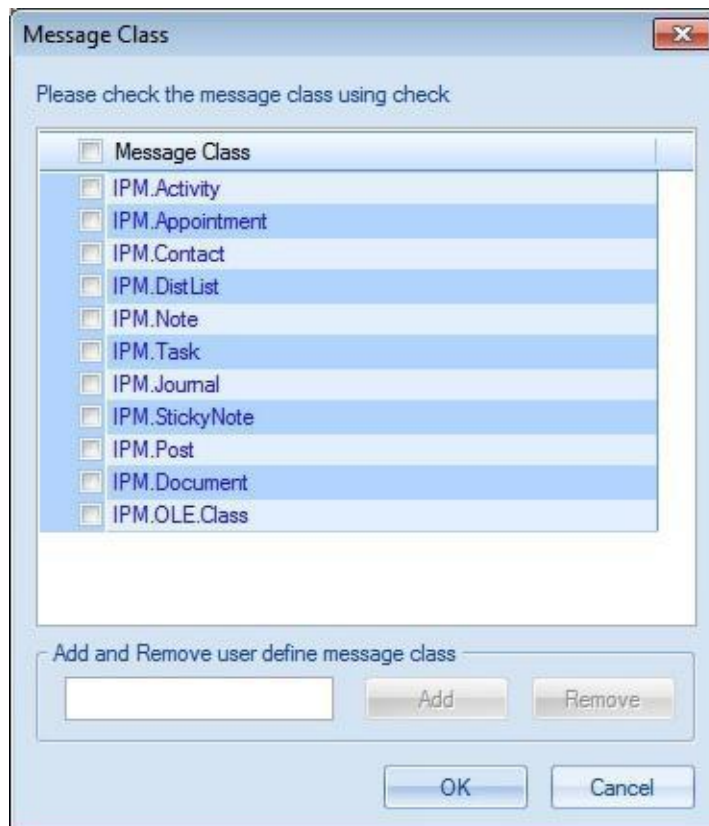 Message Class
Please check the message class using check
Message Class
IPM.Activity
IPM.Appointment
IPM.Contact
IPM.DistList
IPM.Note
IPM.Task
IPM.Journal
IPM.StickyNote
IPM.Post
IPM.Document
IPM.OLE.Class
Add and Remove user define message class
Add Remove
OK Cancel